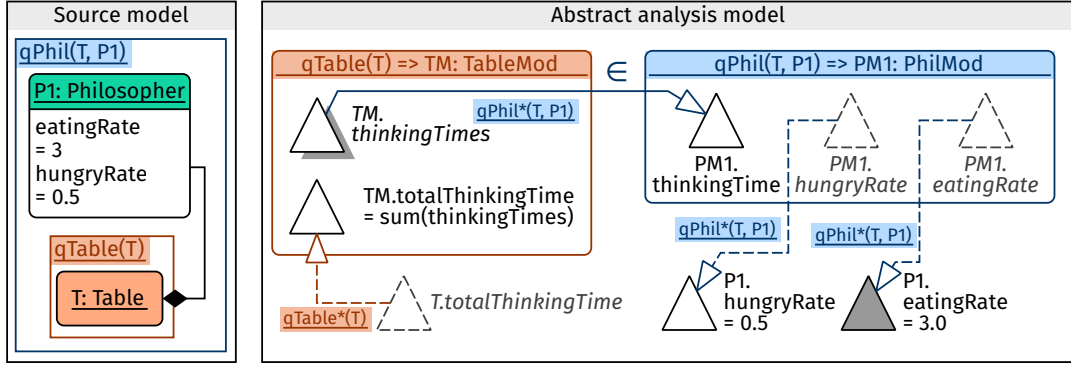 Source model
qPhil(T, P1)
P1: Philosopher
eatingRate
= 3
hungryRate
= 0.5
qTable(T)
T: Table
Abstract analysis model
qTable(T) => TM: TableMod
∈
qPhil(T, P1) => PM1: PhilMod
TM.
thinkingTimes
qPhil*(T, P1)
PM1.
thinkingTime
PM1.
hungryRate
PM1.
eatingRate
TM.totalThinkingTime
= sum(thinkingTimes)
qPhil*(T, P1)
qPhil*(T, P1)
qTable*(T)
T.totalThinkingTime
P1.
hungryRate
= 0.5
P1.
eatingRate
= 3.0